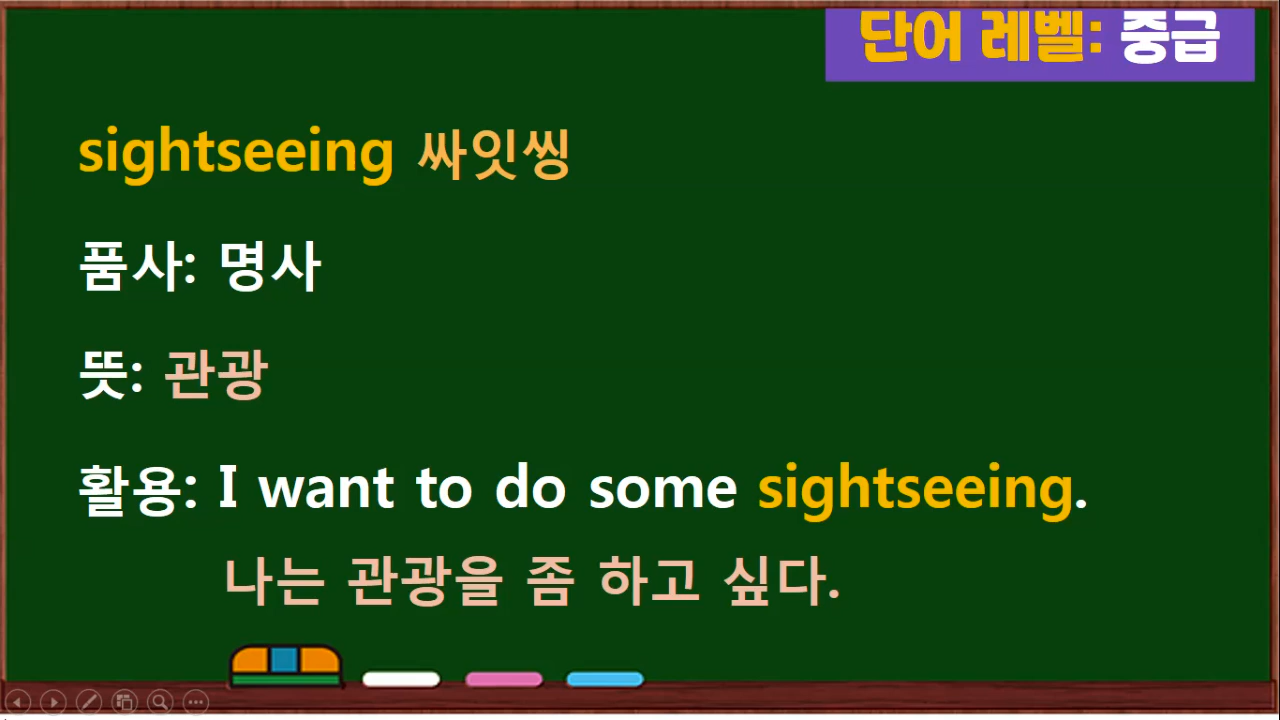 단어 레벨: 중급
sightseeing 싸잇씽
품사: 명사
뜻: 관광
활용: I want to do some sightseeing.
나는 관광을 좀 하고 싶다.